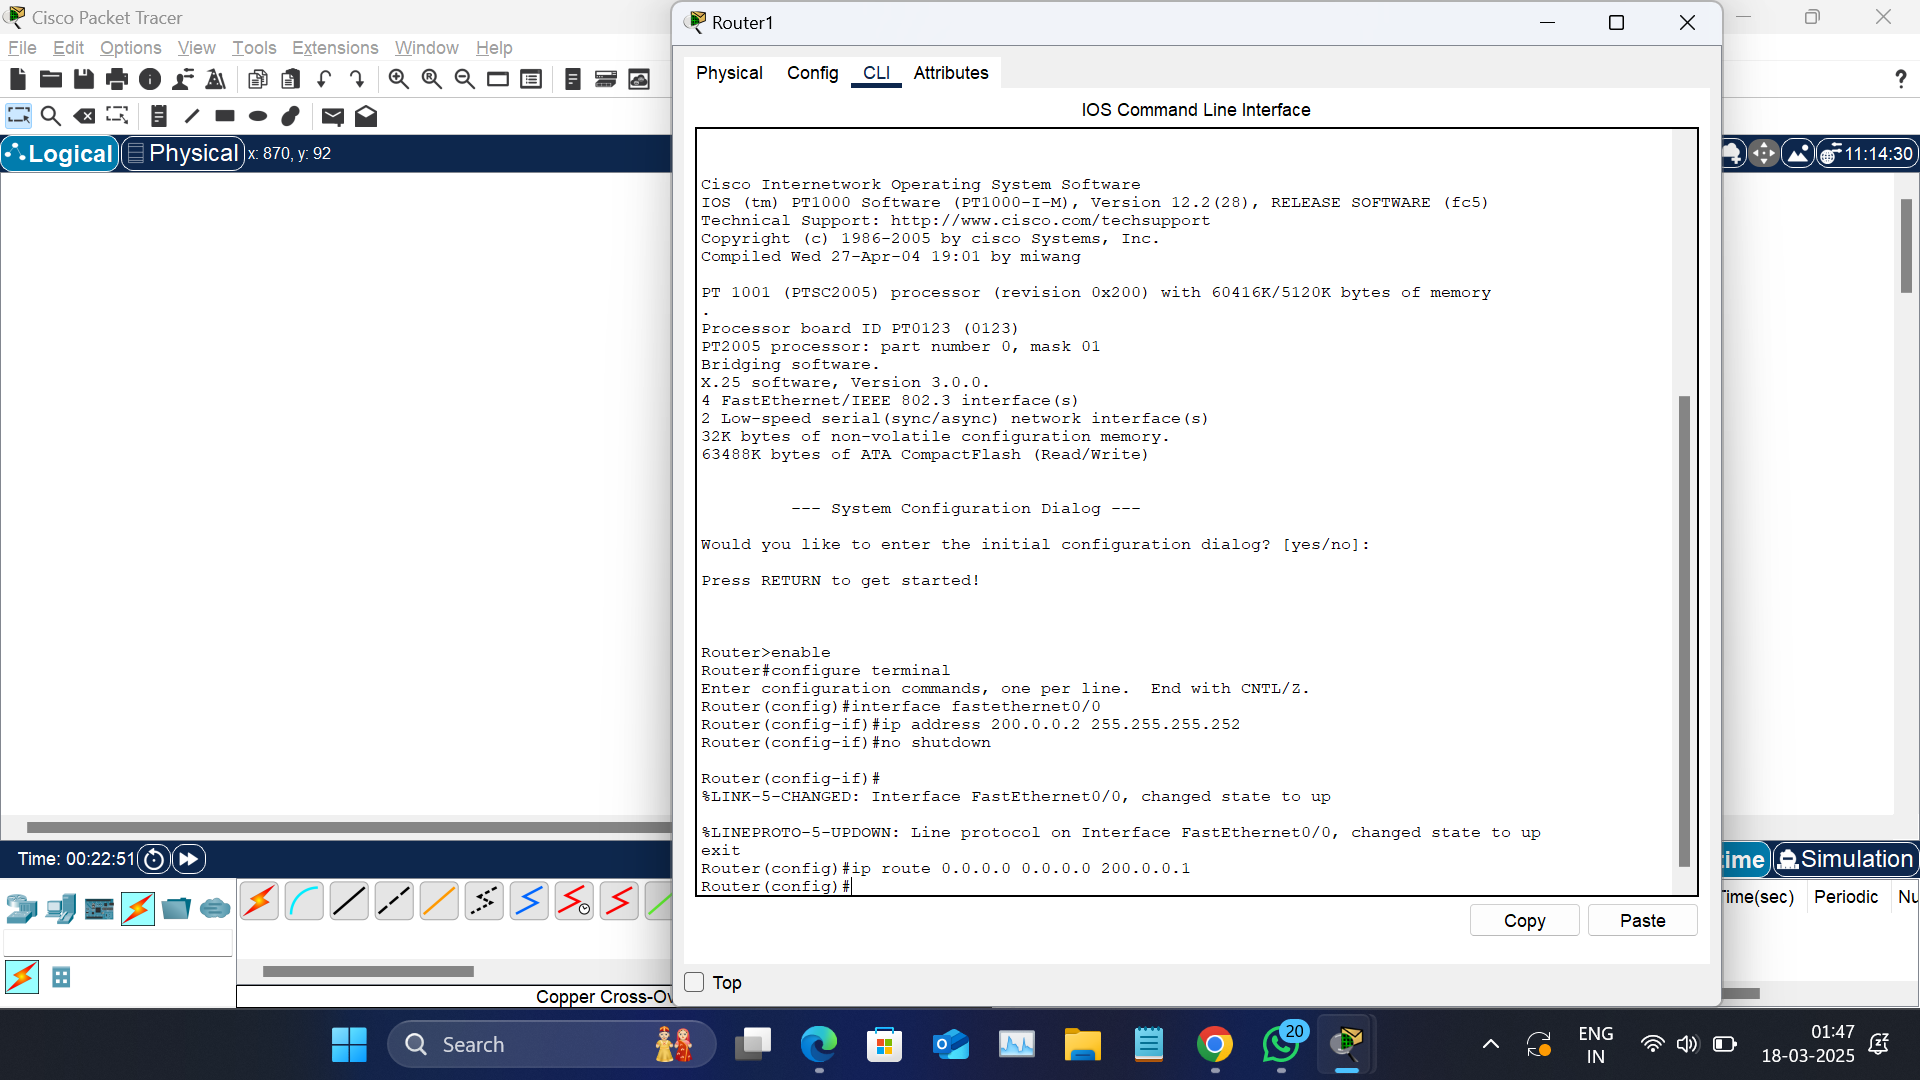 Cisco Packet Tracer
File Edit Options View Tools Extensions Window Help
Logical Physical x: 870, y: 92
Router1
Physical Config CLI Attributes
IOS Command Line Interface
Cisco Internetwork Operating System Software
IOS (tm) PT1000 Software (PT1000-I-M), Version 12.2(28), RELEASE SOFTWARE (fc5)
Technical Support: http://www.cisco.com/techsupport
Copyright (c) 1986-2005 by cisco Systems, Inc.
Compiled Wed 27-Apr-04 19:01 by miwang
PT 1001 (PTSC2005) processor (revision 0x200) with 60416K/5120K bytes of memory
.
Processor board ID PT0123 (0123)
PT2005 processor: part number 0, mask 01
Bridging software.
X.25 software, Version 3.0.0.
4 FastEthernet/IEEE 802.3 interface(s)
2 Low-speed serial(sync/async) network interface(s)
32K bytes of non-volatile configuration memory.
63488K bytes of ATA CompactFlash (Read/Write)
--- System Configuration Dialog ---
Would you like to enter the initial configuration dialog? [yes/no]:
Press RETURN to get started!
Router>enable
Router#configure terminal
Enter configuration commands, one per line. End with CNTL/Z.
Router(config)#interface fastethernet0/0
Router(config-if)#ip address 200.0.0.2 255.255.255.252
Router(config-if)#no shutdown
Router(config-if)#
%LINK-5-CHANGED: Interface FastEthernet0/0, changed state to up
%LINEPROTO-5-UPDOWN: Line protocol on Interface FastEthernet0/0, changed state to up
exit
Router(config)#ip route 0.0.0.0 0.0.0.0 200.0.0.1
Router(config)#
Copy Paste
Top
?
11:14:30
Time: 00:22:51
ime Simulation
Time(sec) Periodic Nu
Copper Cross-Ov
Search
20
ENG
IN
01:47
18-03-2025